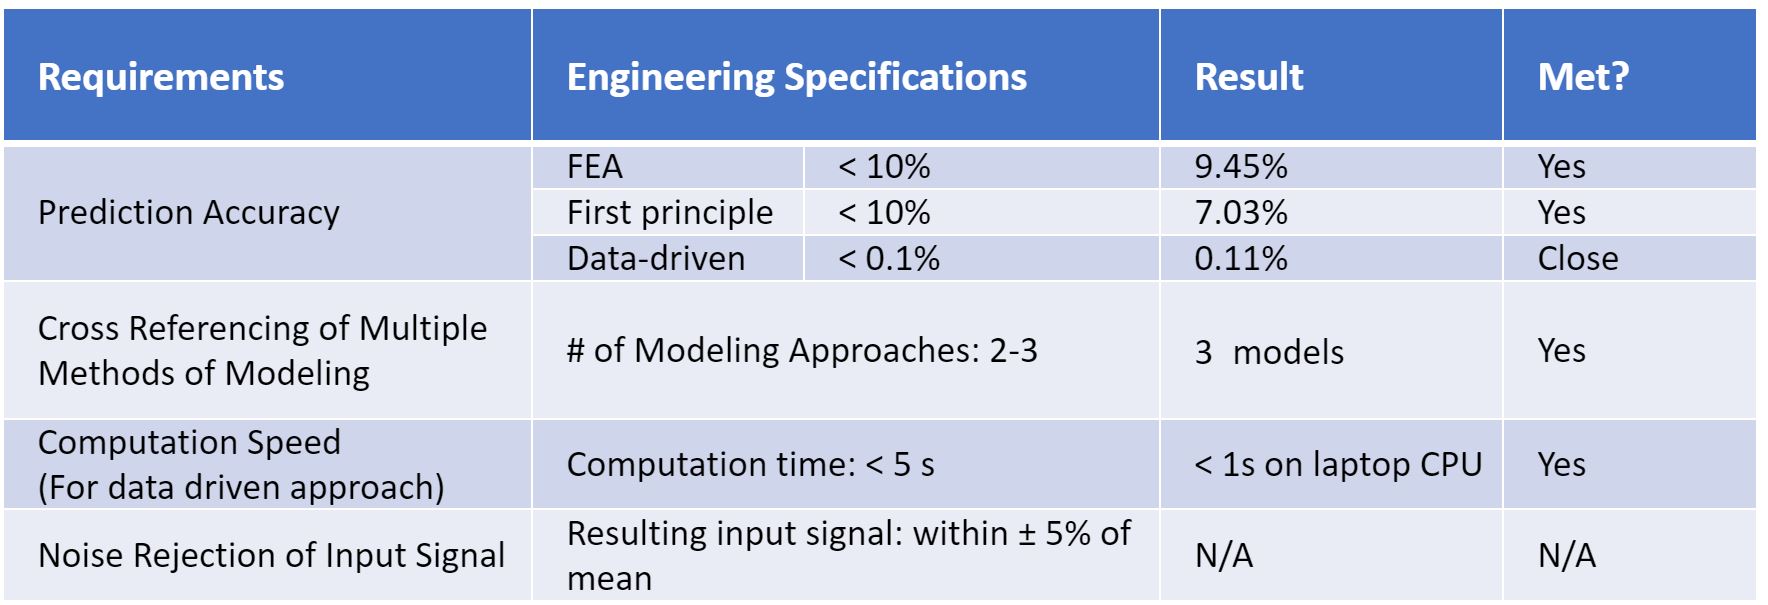 Requirements Engineering Specifications Result Met?
Prediction Accuracy
FEA < 10% 9.45% Yes
First principle < 10% 7.03% Yes
Data-driven < 0.1% 0.11% Close
Cross Referencing of Multiple
Methods of Modeling
# of Modeling Approaches: 2-3
3 models
Yes
Computation Speed
(For data driven approach)
Computation time: < 5 s
< 1s on laptop CPU
Yes
Noise Rejection of Input Signal
Resulting input signal: within ± 5% of
mean
N/A
N/A